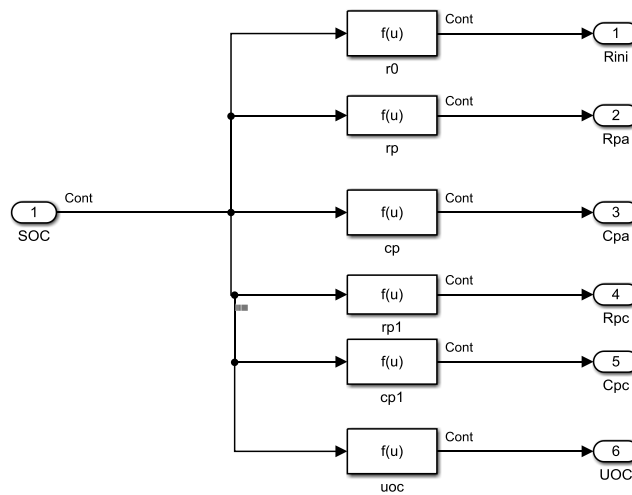 f(u) Cont 1
r0 Rini
f(u) Cont 2
rp Rpa
1 Cont f(u) Cont 3
SOC cp Cpa
f(u) Cont 4
rp1 Rpc
f(u) Cont 5
cp1 Cpc
f(u) Cont 6
uoc UOC